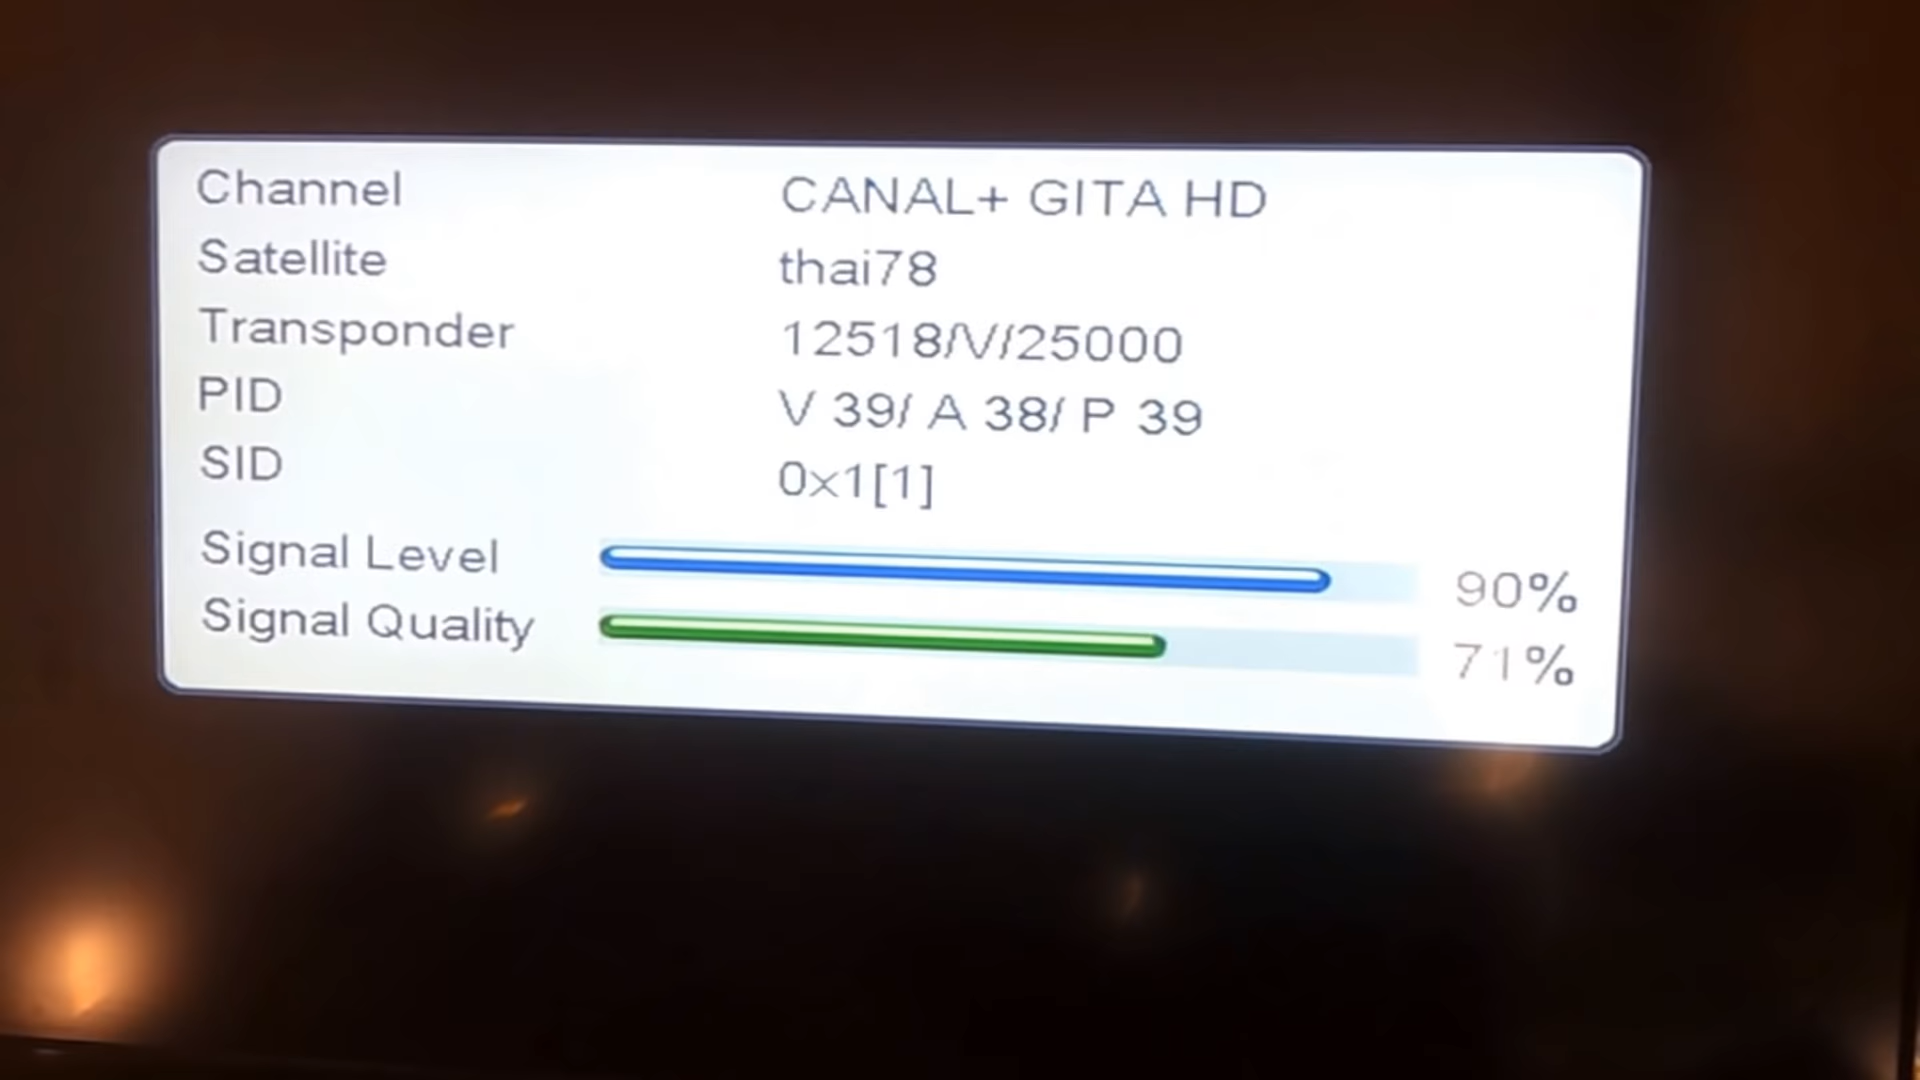 Channel CANAL+ GITA HD
Satellite thai78
Transponder 12518/V/25000
PID V 39/ A 38/ P 39
SID 0x1[1]
Signal Level 90%
Signal Quality 71%